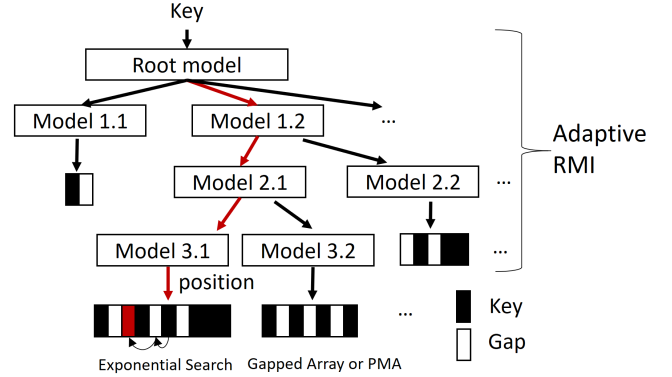 Key
Root model
Model 1.1
Model 1.2
...
Adaptive
RMI
Model 2.1
Model 2.2
...
Model 3.1
Model 3.2
...
position
...
Key
Gap
Exponential Search
Gapped Array or PMA